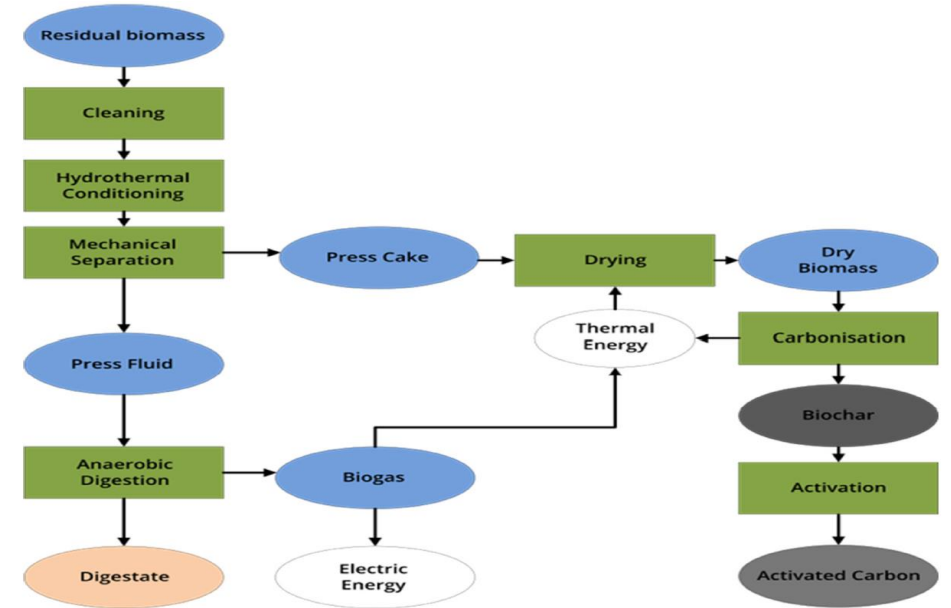 Residual biomass
Cleaning
Hydrothermal
Conditioning
Mechanical
Separation
Press Cake
Drying
Dry
Biomass
Thermal
Energy
Carbonisation
Press Fluid
Biochar
Anaerobic
Digestion
Biogas
Activation
Digestate
Electric
Energy
Activated Carbon